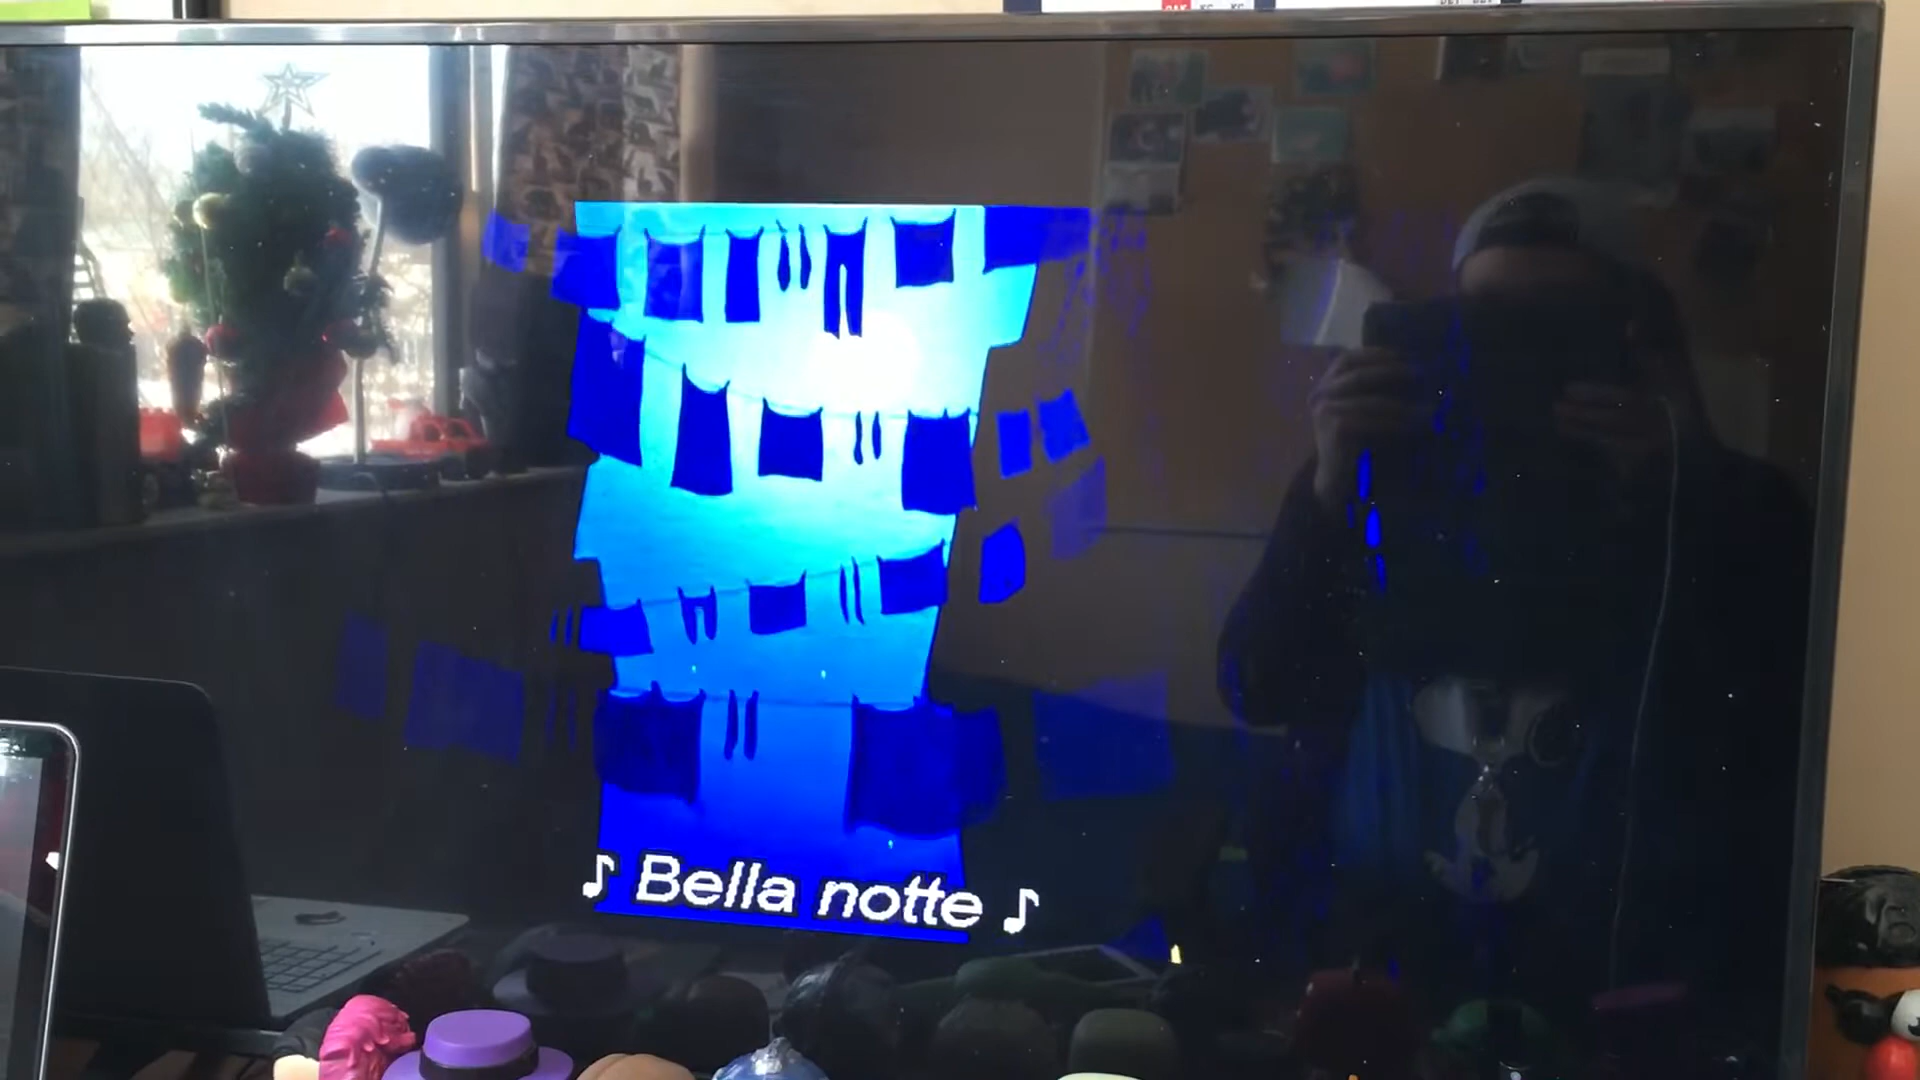 ♪ Bella notte ♪